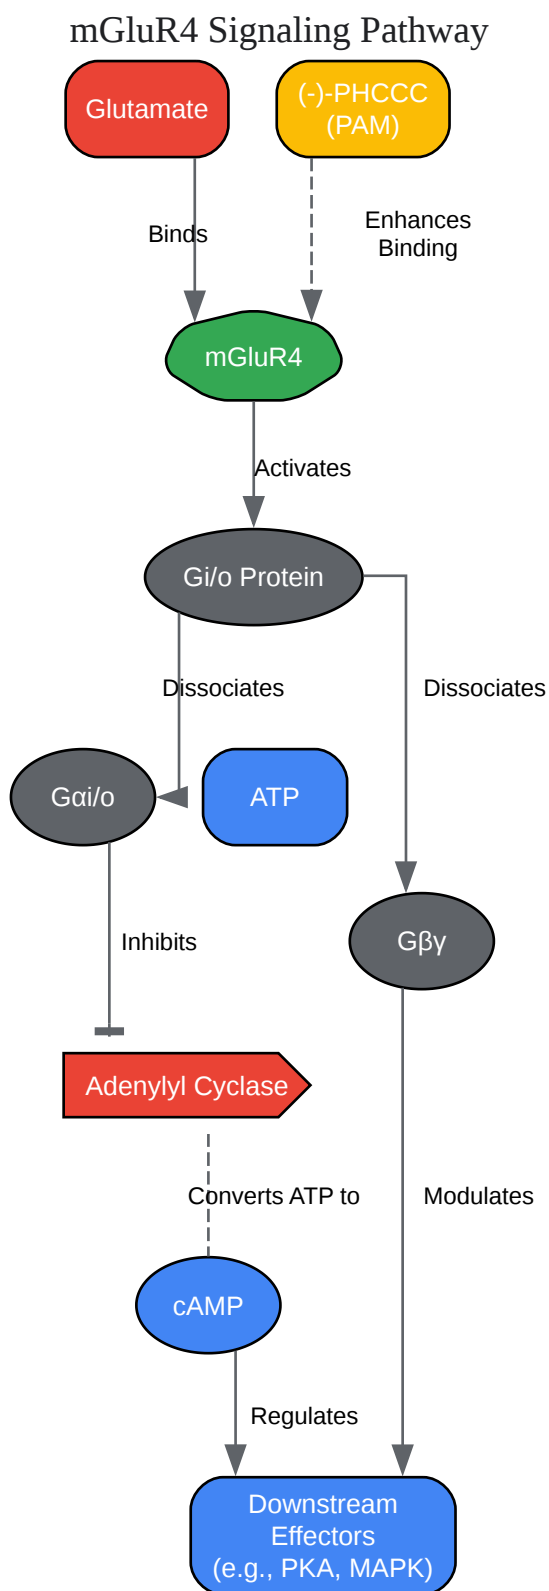 mGluR4 Signaling Pathway
Glutamate
(-)-PHCCC
(PAM)
Binds
Enhances
Binding
mGluR4
Activates
Gi/o Protein
Dissociates
Dissociates
Gαi/o
ATP
Inhibits
Gβγ
Adenylyl Cyclase
Converts ATP to
Modulates
cAMP
Regulates
Downstream
Effectors
(e.g., PKA, MAPK)